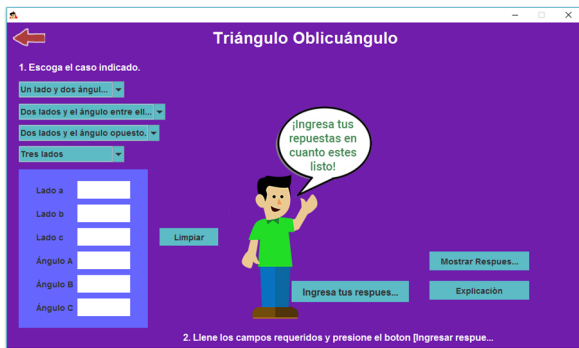 Triángulo Oblicuángulo
1. Escoga el caso indicado.
Un lado y dos ángul...
Dos lados y el ángulo entre ell...
Dos lados y el ángulo opuesto.
Tres lados
¡Ingresa tus
repuestas en
cuanto estes
listo!
Lado a
Lado b
Lado c
Limpiar
Ángulo A
Ángulo B
Ángulo C
Mostrar Respues...
Ingresa tus respues...
Explicación
2. Llene los campos requeridos y presione el boton [Ingresar respue...